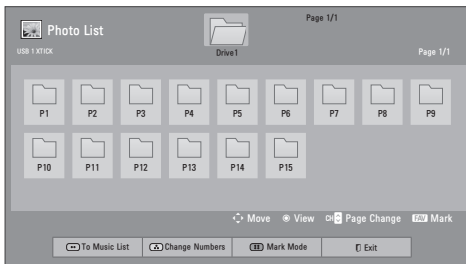 Page 1/1
Photo List
Drive1
USB 1 XTICK
Page 1/1
P1 P2 P3 P4 P5 P6 P7 P8 P9
P10 P11 P12 P13 P14 P15
Move View CH Page Change FAV Mark
To Music List Change Numbers Mark Mode Exit